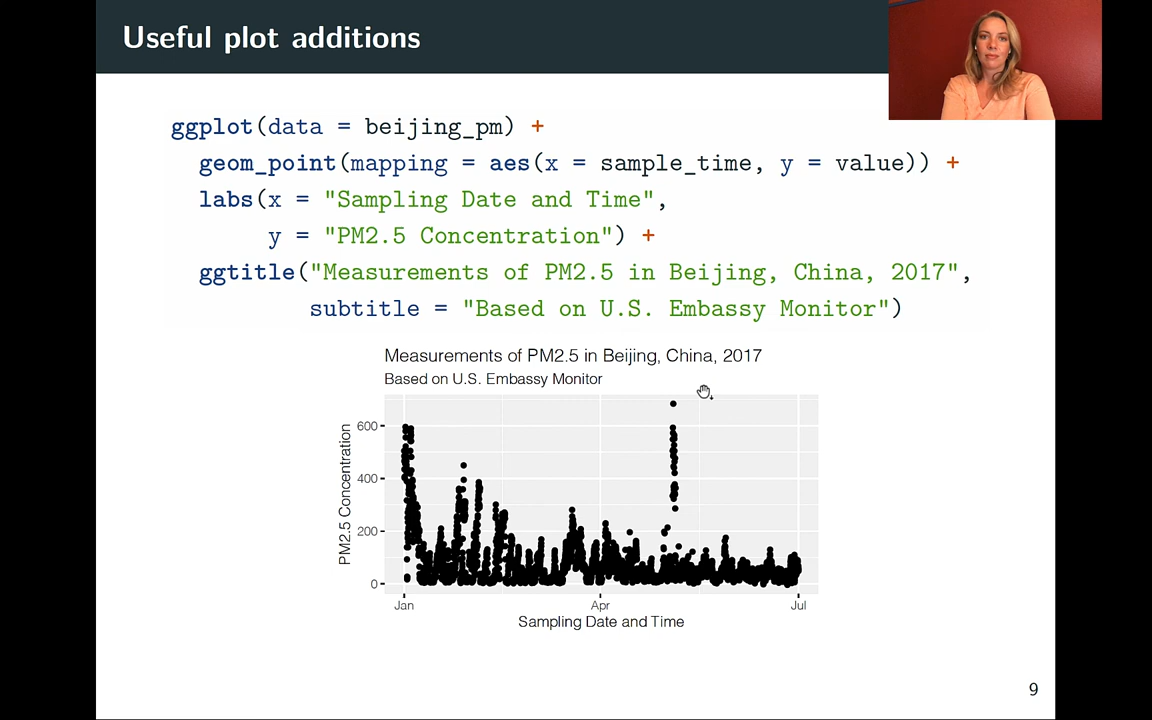 Useful plot additions
ggplot(data = beijing_pm) +
geom_point(mapping = aes(x = sample_time, y = value)) +
labs(x = "Sampling Date and Time",
y = "PM2.5 Concentration") +
ggtitle("Measurements of PM2.5 in Beijing, China, 2017",
subtitle = "Based on U.S. Embassy Monitor")
Measurements of PM2.5 in Beijing, China, 2017
Based on U.S. Embassy Monitor
PM2.5 Concentration
600
400
200
0
Jan Apr Jul
Sampling Date and Time
9